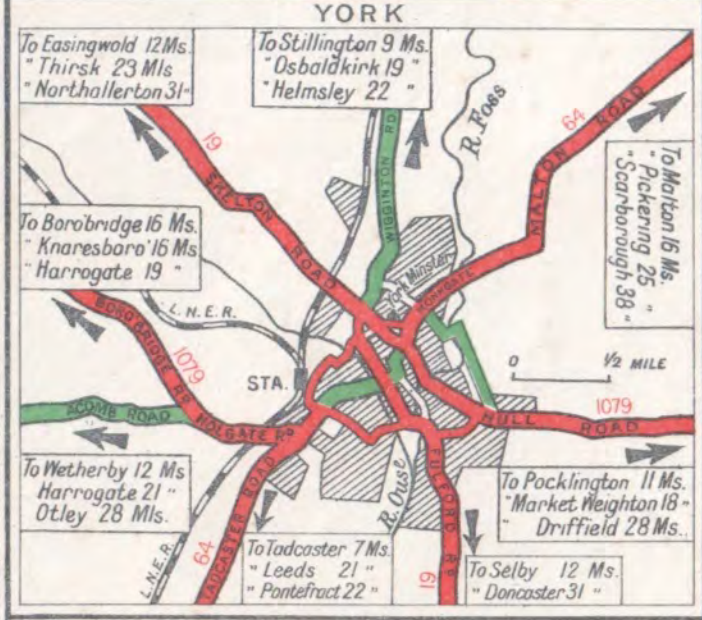 YORK
To Easingwold 12 Ms.
" Thirsk 23 Mls
" Northallerton 31 "
To Stillington 9 Ms.
" Osbaldkirk 19 "
" Helmsley 22 "
R. Foss
64
MALTON ROAD
To Malton 16 Ms.
" Pickering 25 "
" Scarborough 38
19
SKELTON ROAD
WIGGINTON RD
To Boro'bridge 16 Ms.
" Knaresboro' 16 Ms
" Harrogate 19 "
York Minster
MONKGATE
L.N.E.R.
BORO'BRIDGE RD.
1079
STA.
0 1/2 MILE
ACOMB ROAD
HOLGATE RD
HULL ROAD
1079
To Wetherby 12 Ms
Harrogate 21 "
Otley 28 Mls.
TADCASTER ROAD
64
L.N.E.R.
R. Ouse
FULFORD RD
19
To Pocklington 11 Ms.
" Market Weighton 18 "
" Driffield 28 Ms.
To Tadcaster 7 Ms.
" Leeds 21 "
" Pontefract 22 "
To Selby 12 Ms.
" Doncaster 31 "